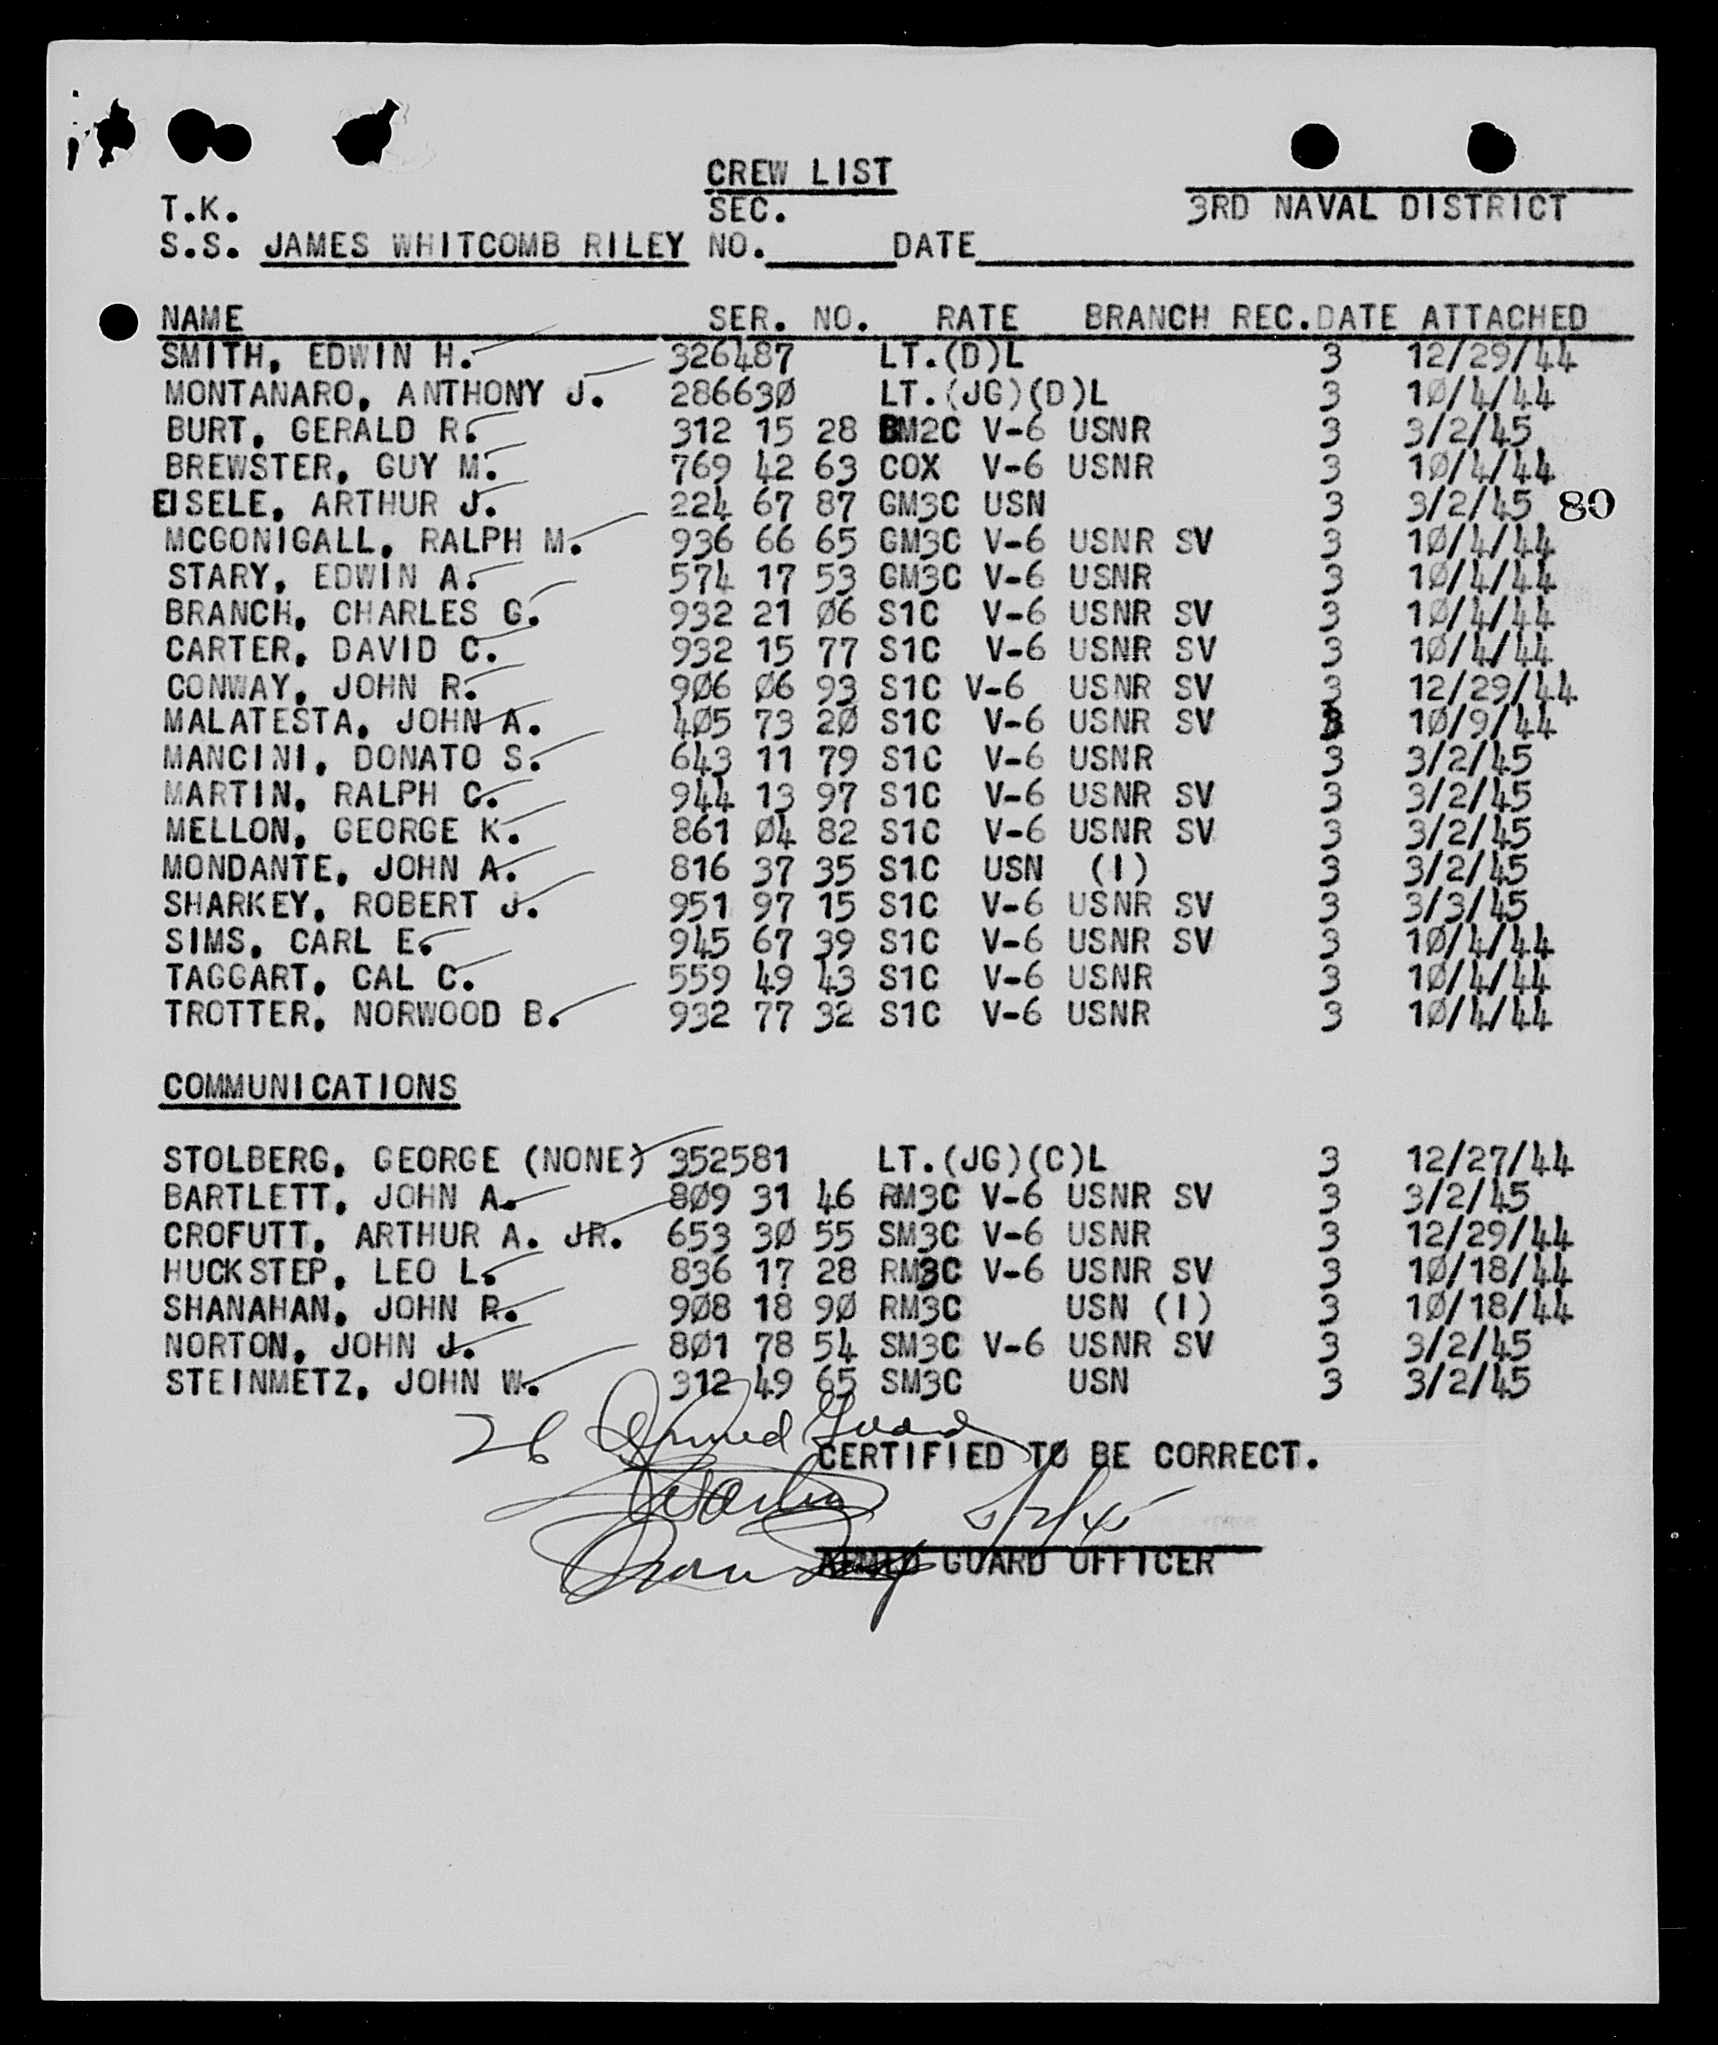 CREW LIST
T.K. SEC. 3RD NAVAL DISTRICT
S.S. JAMES WHITCOMB RILEY NO. DATE
NAME SER. NO. RATE BRANCH REC.DATE ATTACHED
SMITH, EDWIN H. 326487 LT.(D)L 3 12/29/44
MONTANARO, ANTHONY J. 286630 LT.(JG)(D)L 3 10/4/44
BURT, GERALD R. 312 15 28 BM2C V-6 USNR 3 3/2/45
BREWSTER, GUY M. 769 42 63 COX V-6 USNR 3 10/4/44
EISELE, ARTHUR J. 224 67 87 GM3C USN 3 3/2/45 80
MCGONIGALL, RALPH M. 936 66 65 GM3C V-6 USNR SV 3 10/4/44
STARY, EDWIN A. 574 17 53 GM3C V-6 USNR 3 10/4/44
BRANCH, CHARLES G. 932 21 06 S1C V-6 USNR SV 3 10/4/44
CARTER, DAVID C. 932 15 77 S1C V-6 USNR SV 3 10/4/44
CONWAY, JOHN R. 906 06 93 S1C V-6 USNR SV 3 12/29/44
MALATESTA, JOHN A. 405 73 20 S1C V-6 USNR SV 3 10/9/44
MANCINI, DONATO S. 643 11 79 S1C V-6 USNR 3 3/2/45
MARTIN, RALPH C. 944 13 97 S1C V-6 USNR SV 3 3/2/45
MELLON, GEORGE K. 861 04 82 S1C V-6 USNR SV 3 3/2/45
MONDANTE, JOHN A. 816 37 35 S1C USN (I) 3 3/2/45
SHARKEY, ROBERT J. 951 97 15 S1C V-6 USNR SV 3 3/3/45
SIMS, CARL E. 945 67 39 S1C V-6 USNR SV 3 10/4/44
TAGGART, CAL C. 559 49 43 S1C V-6 USNR 3 10/4/44
TROTTER, NORWOOD B. 932 77 32 S1C V-6 USNR 3 10/4/44
COMMUNICATIONS
STOLBERG, GEORGE (NONE) 352581 LT.(JG)(C)L 3 12/27/44
BARTLETT, JOHN A. 809 31 46 RM3C V-6 USNR SV 3 3/2/45
CROFUTT, ARTHUR A. JR. 653 30 55 SM3C V-6 USNR 3 12/29/44
HUCKSTEP, LEO L. 836 17 28 RM3C V-6 USNR SV 3 10/18/44
SHANAHAN, JOHN R. 908 18 90 RM3C USN (I) 3 10/18/44
NORTON, JOHN J. 801 78 54 SM3C V-6 USNR SV 3 3/2/45
STEINMETZ, JOHN W. 312 49 65 SM3C USN 3 3/2/45
26 Armed Guard
CERTIFIED TO BE CORRECT.
ARMED GUARD OFFICER